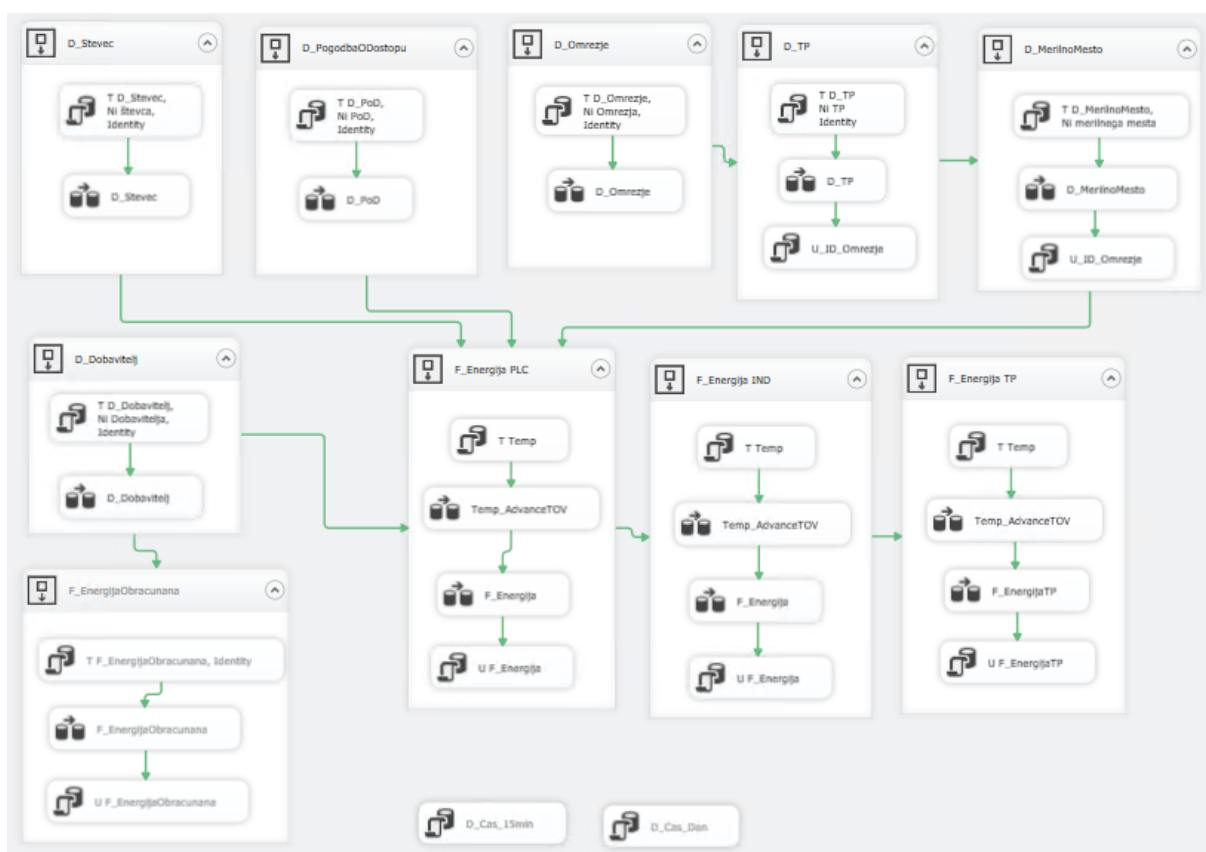 D_Stevec
T D_Stevec,
Ni števca,
Identity
D_Stevec
D_PogodbaODostopu
T D_PoD,
Ni PoD,
Identity
D_PoD
D_Omrezje
T D_Omrezje,
Ni Omrezja,
Identity
D_Omrezje
D_TP
T D_TP
Ni TP
Identity
D_TP
U_ID_Omrezje
D_MerilnoMesto
T D_MerilnoMesto,
Ni merilnega mesta
D_MerilnoMesto
U_ID_Omrezje
D_Dobavitelj
T D_Dobavitelj,
Ni Dobavitelja,
Identity
D_Dobavitelj
F_Energija PLC
T Temp
Temp_AdvanceTOV
F_Energija
U F_Energija
F_Energija IND
T Temp
Temp_AdvanceTOV
F_Energija
U F_Energija
F_Energija TP
T Temp
Temp_AdvanceTOV
F_EnergijaTP
U F_EnergijaTP
F_EnergijaObracunana
T F_EnergijaObracunana, Identity
F_EnergijaObracunana
U F_EnergijaObracunana
D_Cas_15min
D_Cas_Dan